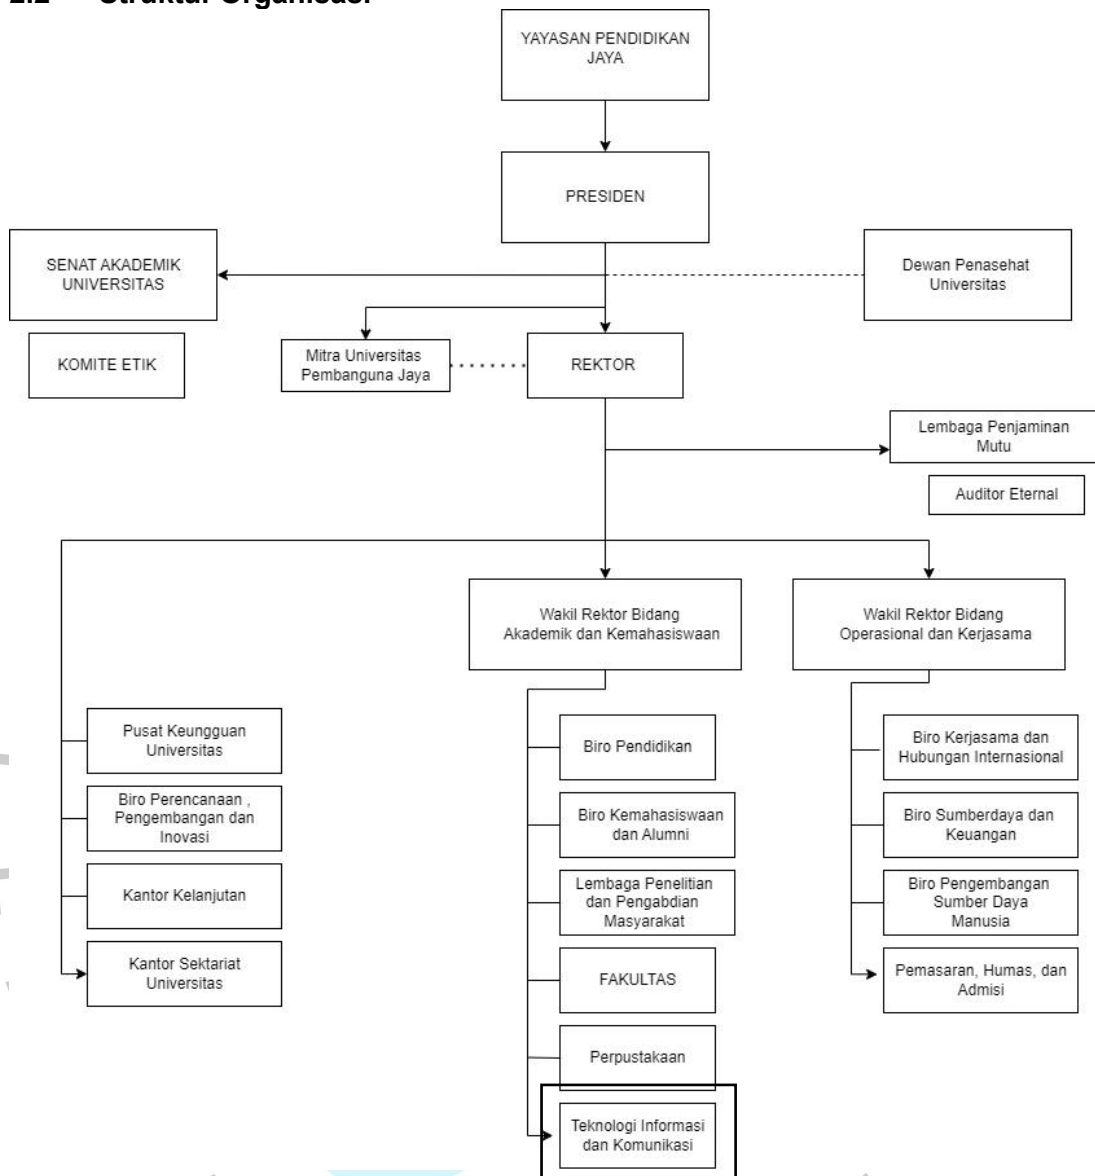 2.2 Struktur Organisasi
YAYASAN PENDIDIKAN
JAYA
PRESIDEN
SENAT AKADEMIK
UNIVERSITAS
Dewan Penasehat
Universitas
KOMITE ETIK
Mitra Universitas
Pembanguna Jaya
REKTOR
Lembaga Penjaminan
Mutu
Auditor Eternal
Wakil Rektor Bidang
Akademik dan Kemahasiswaan
Wakil Rektor Bidang
Operasional dan Kerjasama
Pusat Keungguan
Universitas
Biro Perencanaan ,
Pengembangan dan
Inovasi
Kantor Kelanjutan
Kantor Sektariat
Universitas
Biro Pendidikan
Biro Kemahasiswaan
dan Alumni
Lembaga Penelitian
dan Pengabdian
Masyarakat
FAKULTAS
Perpustakaan
Teknologi Informasi
dan Komunikasi
Biro Kerjasama dan
Hubungan Internasional
Biro Sumberdaya dan
Keuangan
Biro Pengembangan
Sumber Daya
Manusia
Pemasaran, Humas, dan
Admisi